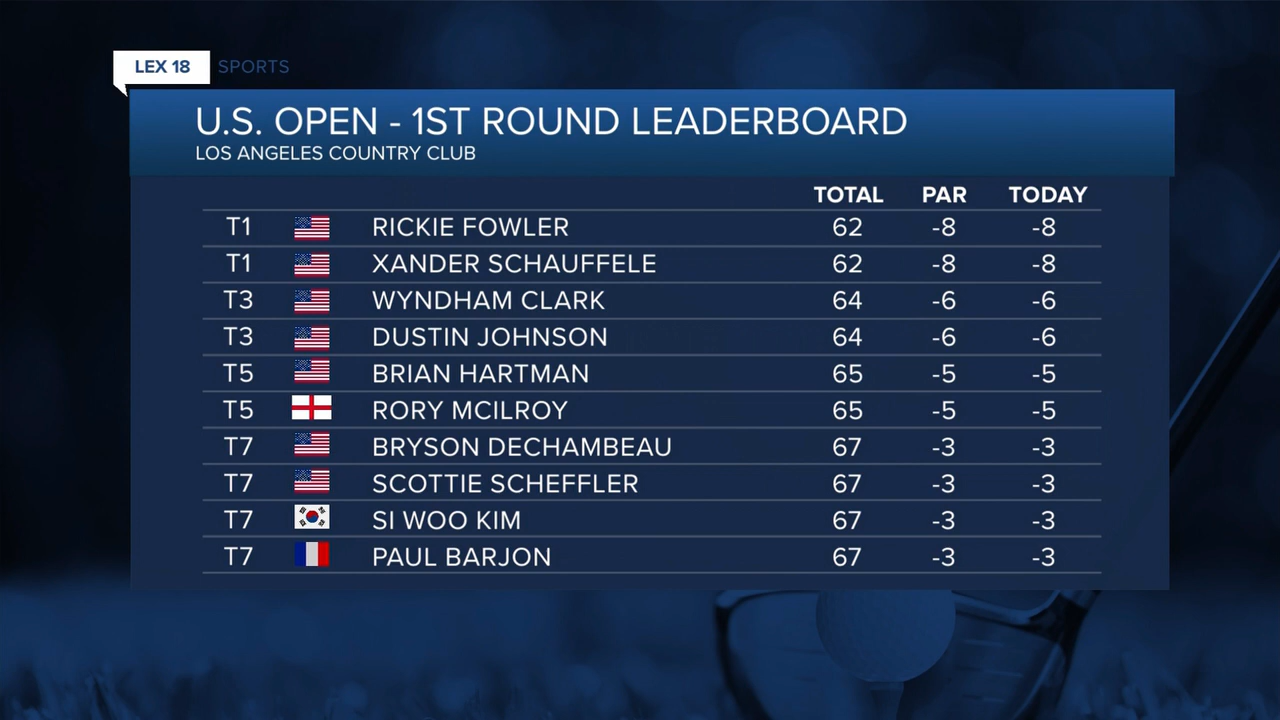 LEX 18 SPORTS
U.S. OPEN - 1ST ROUND LEADERBOARD
LOS ANGELES COUNTRY CLUB
TOTAL PAR TODAY
T1 RICKIE FOWLER 62 -8 -8
T1 XANDER SCHAUFFELE 62 -8 -8
T3 WYNDHAM CLARK 64 -6 -6
T3 DUSTIN JOHNSON 64 -6 -6
T5 BRIAN HARTMAN 65 -5 -5
T5 RORY MCILROY 65 -5 -5
T7 BRYSON DECHAMBEAU 67 -3 -3
T7 SCOTTIE SCHEFFLER 67 -3 -3
T7 SI WOO KIM 67 -3 -3
T7 PAUL BARJON 67 -3 -3